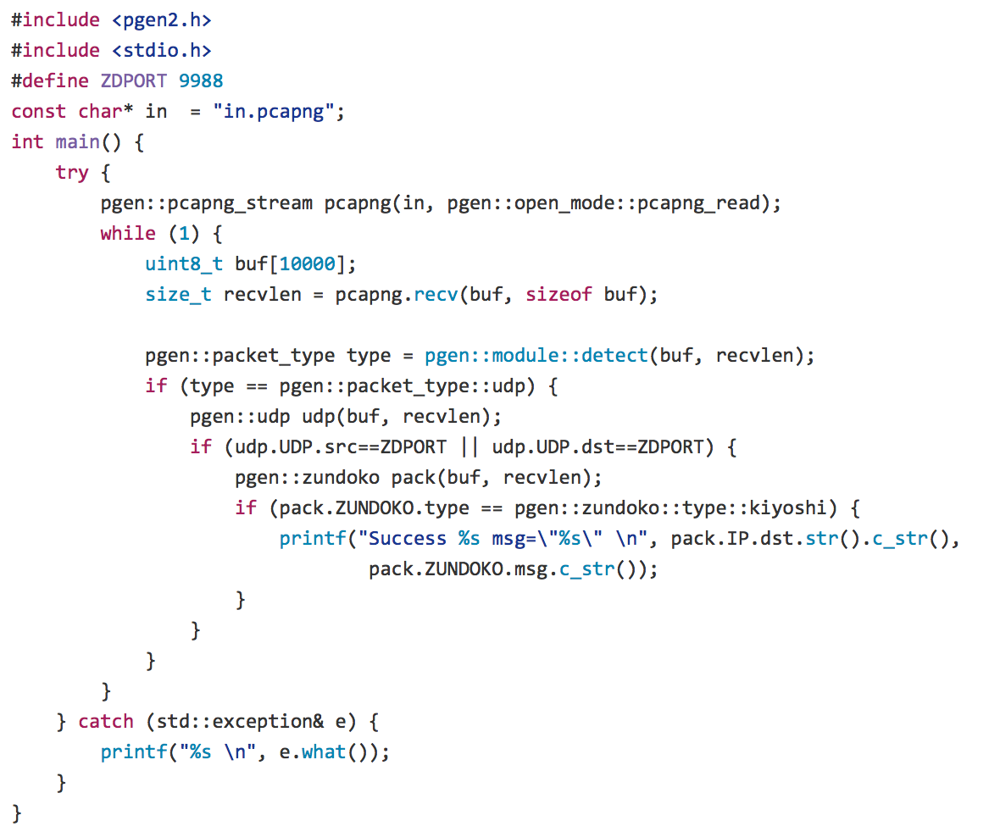 #include <pgen2.h>
#include <stdio.h>
#define ZDPORT 9988
const char* in  = "in.pcapng";
int main() {
    try {
        pgen::pcapng_stream pcapng(in, pgen::open_mode::pcapng_read);
        while (1) {
            uint8_t buf[10000];
            size_t recvlen = pcapng.recv(buf, sizeof buf);

            pgen::packet_type type = pgen::module::detect(buf, recvlen);
            if (type == pgen::packet_type::udp) {
                pgen::udp udp(buf, recvlen);
                if (udp.UDP.src==ZDPORT || udp.UDP.dst==ZDPORT) {
                    pgen::zundoko pack(buf, recvlen);
                    if (pack.ZUNDOKO.type == pgen::zundoko::type::kiyoshi) {
                        printf("Success %s msg=\"%s\" \n", pack.IP.dst.str().c_str(),
                                pack.ZUNDOKO.msg.c_str());
                    }
                }
            }
        }
    } catch (std::exception& e) {
        printf("%s \n", e.what());
    }
}